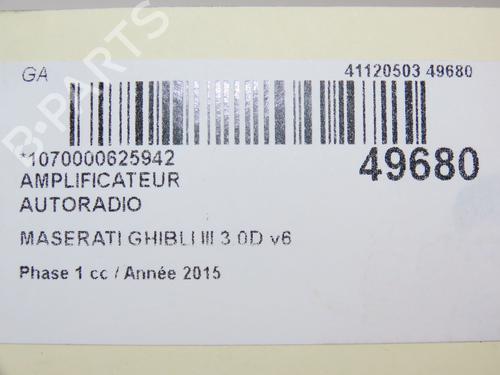 GA
41120503 49680
*1070000625942
49680
AMPLIFICATEUR
AUTORADIO
MASERATI GHIBLI III 3.0D v6
Phase 1 cc / Année 2015
B-PARTS